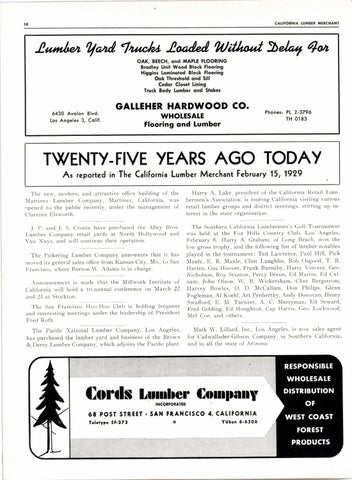 50
CALIFORNIA LUMBER MERCHANT
Lumber Yard Trucks Loaded Without Delay For
OAK, BEECH, and MAPLE FLOORING
Bradley Unit Wood Block Flooring
Higgins Laminated Block Flooring
Oak Threshold and Sill
Cedar Closet Lining
Truck Body Lumber and Stakes
GALLEHER HARDWOOD CO.
6430 Avalon Blvd.
Los Angeles 3, Calif.
WHOLESALE
Flooring and Lumber
Phones: PL 2-3796
TH 0183
TWENTY-FIVE YEARS AGO TODAY
As reported in The California Lumber Merchant February 15, 1929
The new, modern, and attractive office building of the
Martinez Lumber Company, Martinez, California, was
opened to the public recently, under the management of
Clarence Elsworth.
J. F. and J. S. Cronin have purchased the Alley Bros.
Lumber Company retail yards at North Hollywood and
Van Nuys, and will continue their operation.
The Pickering Lumber Company announces that it has
moved its general sales office from Kansas City, Mo., to San
Francisco, where Burton W. Adams is in charge.
Announcement is made that the Millwork Institute of
California will hold its annual conference on March 22
and 23 at Stockton.
The San Francisco Hoo-Hoo Club is holding frequent
and interesting meetings under the leadership of President
Fred Roth.
The Pacific National Lumber Company, Los Angeles,
has purchased the lumber yard and business of the Brown
& Derry Lumber Company, which adjoins the Pacific plant.
Harry A. Lake, president of the California Retail Lum-
bermen's Association, is touring California visiting various
retail lumber groups and district meetings, stirring up in-
terest in the state organization.
The Southern California Lumbermen's Golf Tournament
was held at the Fox Hills Country Club, Los Angeles,
February 8. Harry A. Graham, of Long Beach, won the
low gross trophy, and the following list of lumber notables
played in the tournament: Ted Lawrence, Paul Hill, Dick
Maule, E. R. Maule, Clint Laughlin, Bob Osgood, T. B.
Hatten, Gus Hoover, Frank Burnaby, Harry Vincent, Geo.
Nicholson, Roy Stanton, Percy Dixon, Ed Martin, Ed Cul-
nan, John Olson, W. B. Wickersham, Clint Bergstrom,
Harvey Bowles, D. D. McCallum, Don Philips, Glenn
Fogleman, Al Koehl, Art Penberthy, Andy Donovan, Henry
Swafford, E. U. Turner, A. C. Merryman, Ed Seward,
Fred Golding, Ed Houghton, Cap Harris, Geo. Lockwood,
Mel Coe, and others.
Mark W. Lillard, Inc., Los Angeles, is now sales agent
for Cadwallader-Gibson Company, in Southern California,
and in all the state of Arizona.
Cords Lumber Company
INCORPORATED
68 POST STREET - SAN FRANCISCO 4, CALIFORNIA
Teletype SF-273
YUkon 6-6306
RESPONSIBLE
WHOLESALE
DISTRIBUTION
OF
WEST COAST
FOREST
PRODUCTS